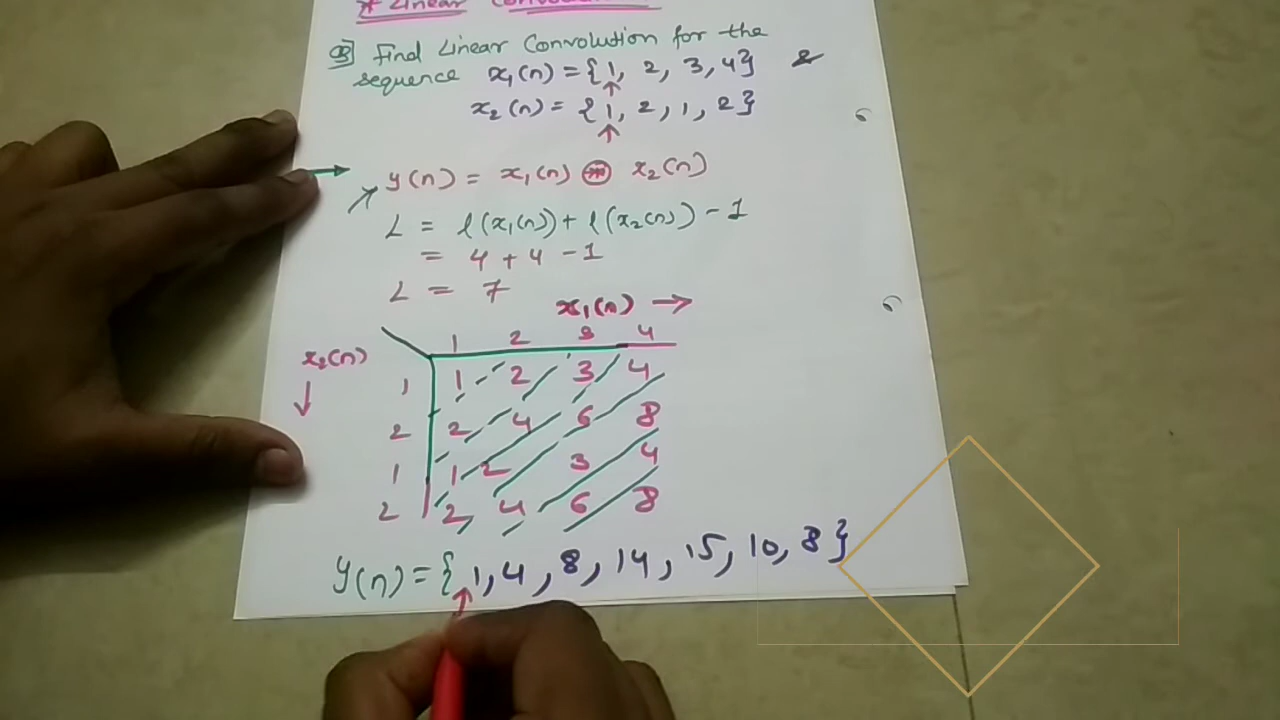 * Linear
Q] Find Linear Convolution for the
sequence x₁(n) = {1, 2, 3, 4} &
↑
x₂(n) = {1, 2, 1, 2}
↑
→
y(n) = x₁(n) ⊛ x₂(n)
L = l(x₁(n)) + l(x₂(n)) - 1
= 4 + 4 - 1
L = 7
x₁(n) →
1 2 3 4
x₂(n) ↓
1 1 2 3 4
2 2 4 6 8
1 1 2 3 4
2 2 4 6 8
y(n) = { 1, 4, 8, 14, 15, 10, 8 }
↑